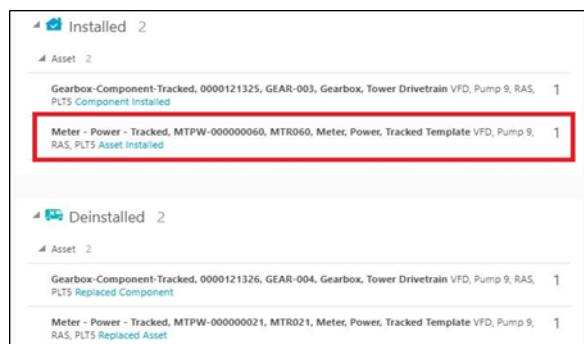 Installed 2
Asset 2
Gearbox-Component-Tracked, 0000121325, GEAR-003, Gearbox, Tower Drivetrain VFD, Pump 9, RAS, 1
PLT5 Component Installed
Meter - Power - Tracked, MTPW-000000060, MTR060, Meter, Power, Tracked Template VFD, Pump 9, 1
RAS, PLT5 Asset Installed
Deinstalled 2
Asset 2
Gearbox-Component-Tracked, 0000121326, GEAR-004, Gearbox, Tower Drivetrain VFD, Pump 9, RAS, 1
PLT5 Replaced Component
Meter - Power - Tracked, MTPW-000000021, MTR021, Meter, Power, Tracked Template VFD, Pump 9, 1
RAS, PLT5 Replaced Asset